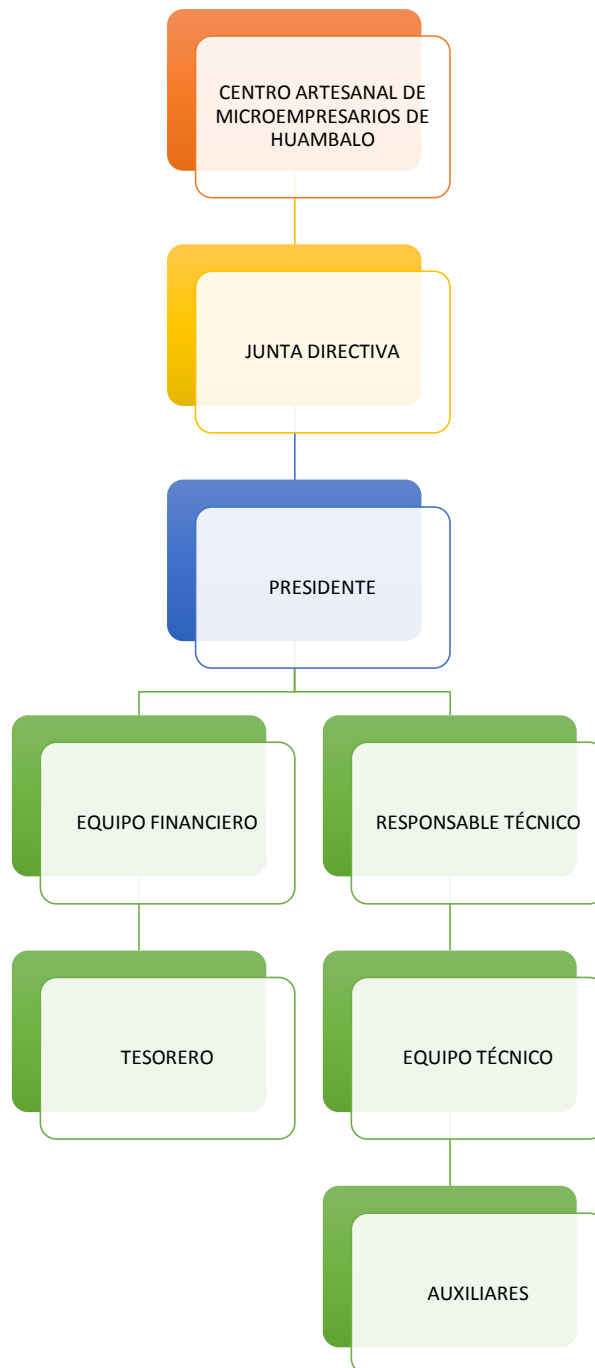 CENTRO ARTESANAL DE
MICROEMPRESARIOS DE
HUAMBALO
JUNTA DIRECTIVA
PRESIDENTE
EQUIPO FINANCIERO
RESPONSABLE TÉCNICO
TESORERO
EQUIPO TÉCNICO
AUXILIARES